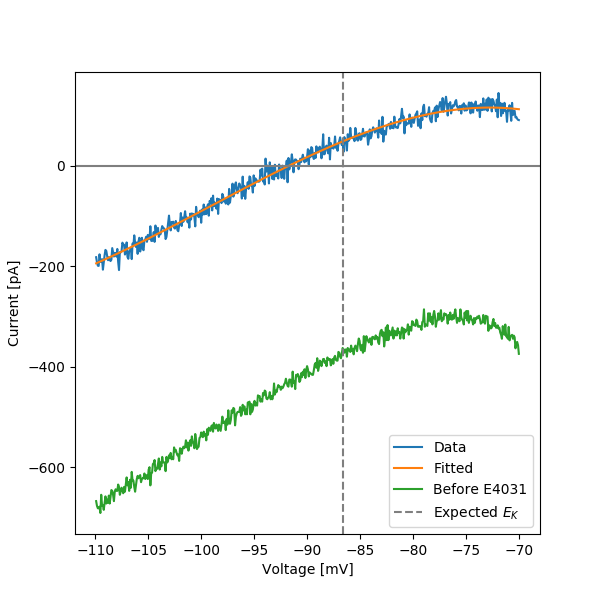 0
−200
−400
−600
Current [pA]
−110 −105 −100 −95 −90 −85 −80 −75 −70
Voltage [mV]
Data
Fitted
Before E4031
Expected E_K